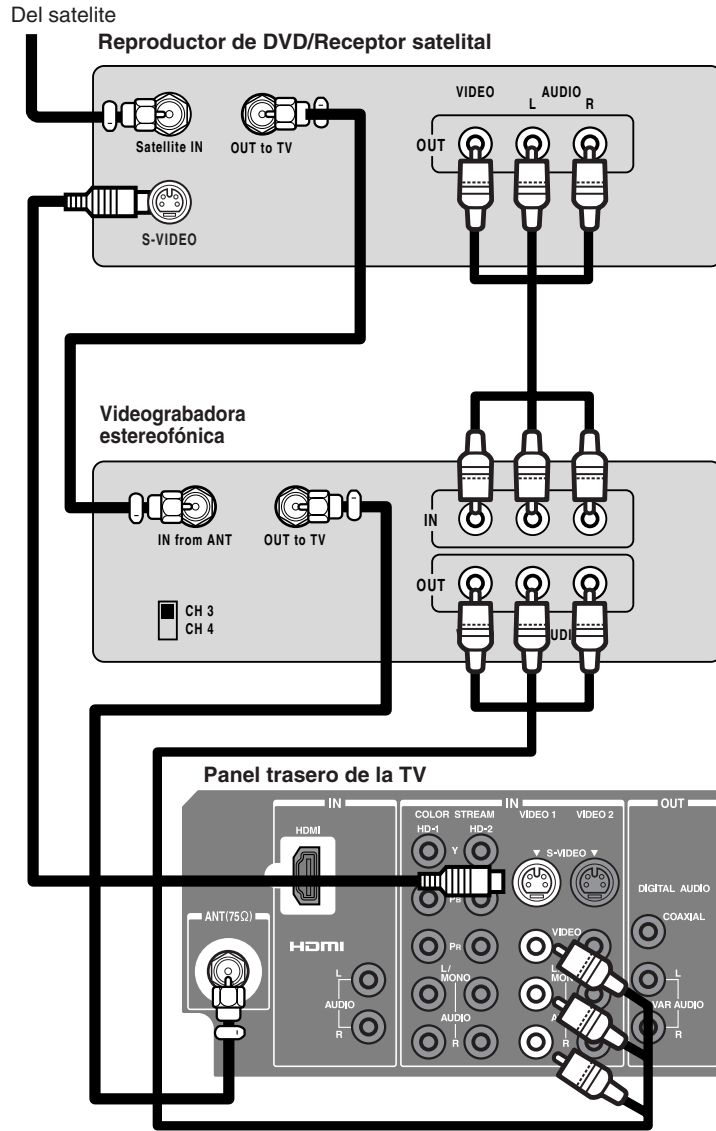 Del satelite
Reproductor de DVD/Receptor satelital
VIDEO
AUDIO
L
R
OUT
Satellite IN
OUT to TV
S-VIDEO
Videograbadora
estereofónica
IN from ANT
OUT to TV
IN
OUT
CH 3
CH 4
Panel trasero de la TV
IN
IN
OUT
HDMI
COLOR STREAM
HD-1
HD-2
VIDEO 1
VIDEO 2
Y
▼ S-VIDEO ▼
PB
DIGITAL AUDIO
COAXIAL
ANT(75Ω)
HDMI
PR
VIDEO
L
AUDIO
R
L/
MONO
AUDIO
R
R
L
VAR AUDIO
R